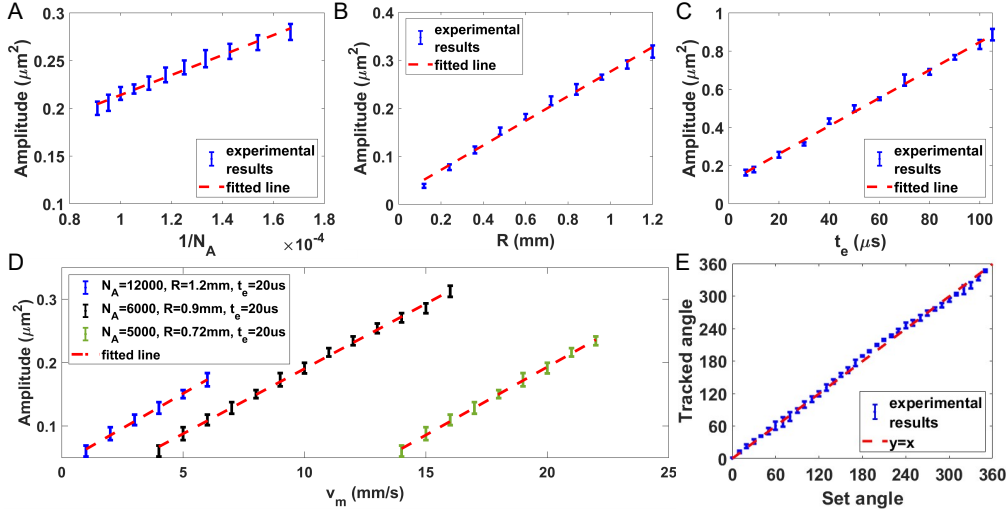 A
0.3
0.25
0.2
0.15
0.1
Amplitude (μm²)
experimental
results
fitted line
0.8 1 1.2 1.4 1.6 1.8
1/N_A
×10⁻⁴
B
0.4
0.3
0.2
0.1
0
Amplitude (μm²)
experimental
results
fitted line
0 0.2 0.4 0.6 0.8 1 1.2
R (mm)
C
1
0.8
0.6
0.4
0.2
0
Amplitude (μm²)
experimental
results
fitted line
0 20 40 60 80 100
t_e (μs)
D
0.3
0.2
0.1
Amplitude (μm²)
N_A=12000, R=1.2mm, t_e=20us
N_A=6000, R=0.9mm, t_e=20us
N_A=5000, R=0.72mm, t_e=20us
fitted line
0 5 10 15 20 25
v_m (mm/s)
E
360
300
240
180
120
60
0
Tracked angle
experimental
results
y=x
0 60 120 180 240 300 360
Set angle